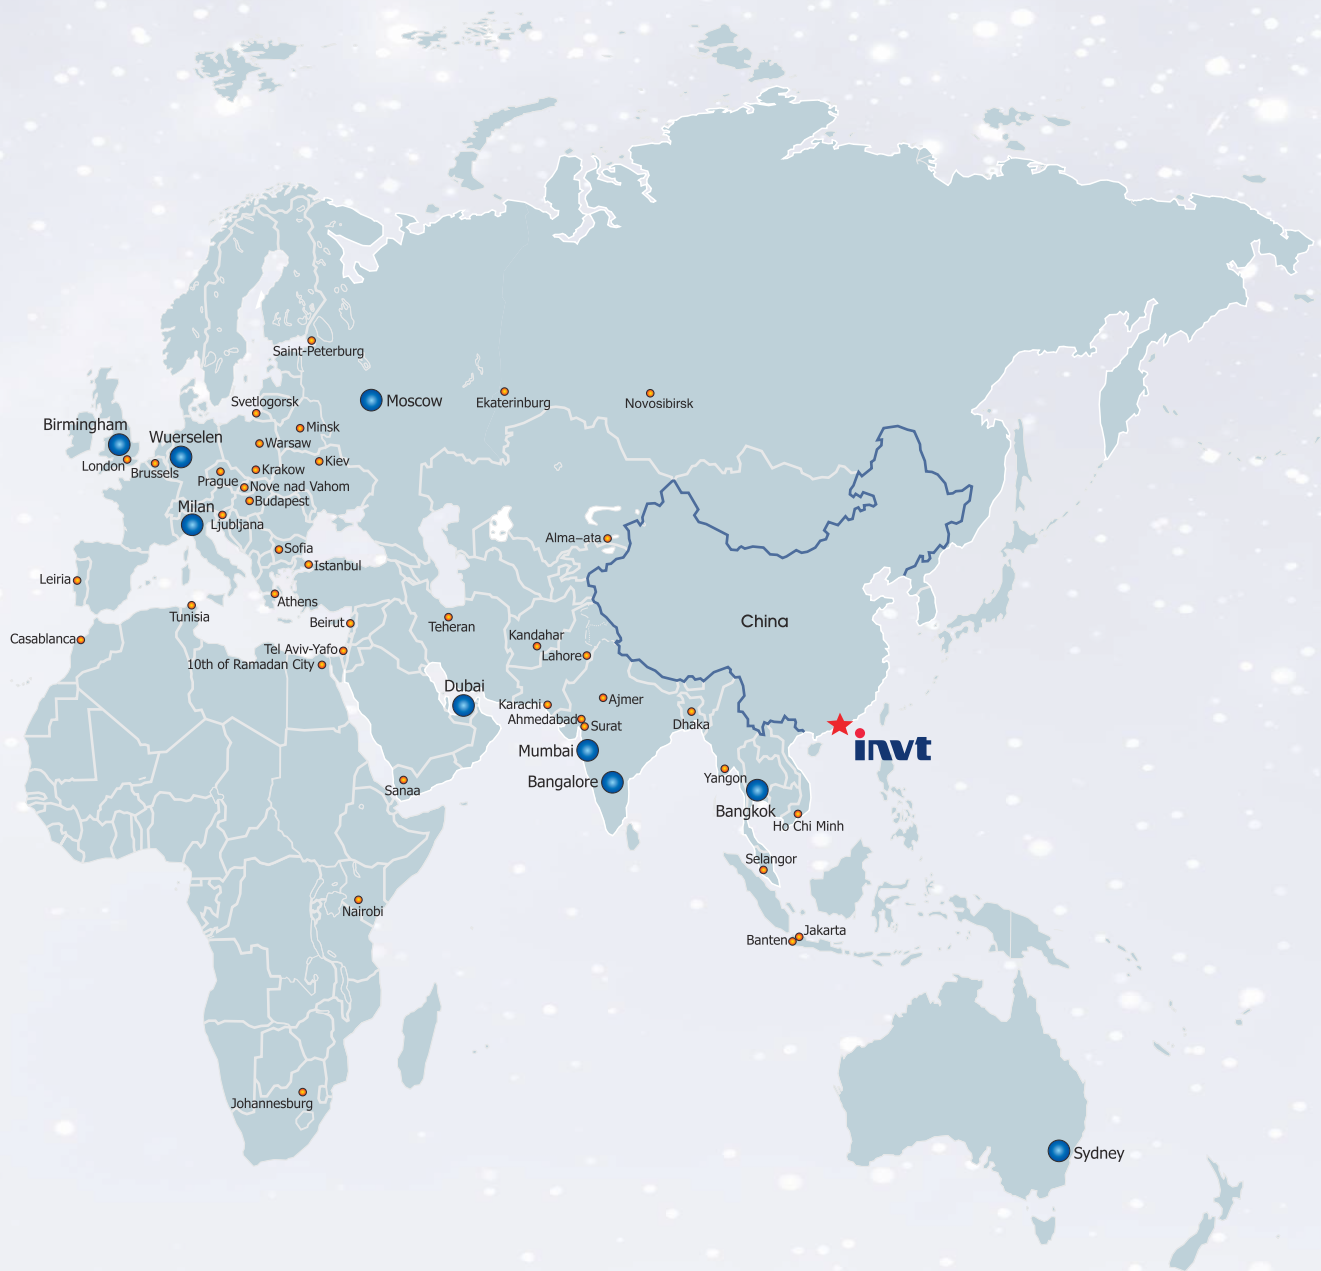 Saint-Peterburg
Moscow
Ekaterinburg
Novosibirsk
Svetlogorsk
Minsk
Birmingham
Wuerselen
Warsaw
London
Brussels
Kiev
Krakow
Prague
Nove nad Vahom
Budapest
Milan
Ljubljana
Alma-ata
Sofia
Istanbul
Leiria
Athens
Tunisia
Beirut
Teheran
China
Casablanca
Kandahar
Tel Aviv-Yafo
Lahore
10th of Ramadan City
Dubai
Karachi
Ajmer
Ahmedabad
Surat
Dhaka
invt
Mumbai
Bangalore
Yangon
Sanaa
Bangkok
Ho Chi Minh
Selangor
Nairobi
Jakarta
Banten
Johannesburg
Sydney